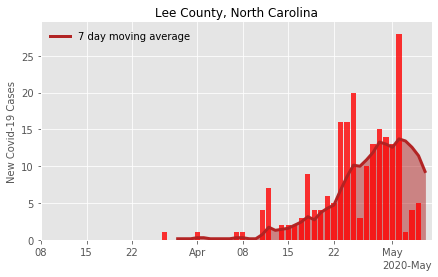 Lee County, North Carolina
7 day moving average
New Covid-19 Cases
25
20
15
10
5
0
08 15 22 Apr 08 15 22 May
2020-May